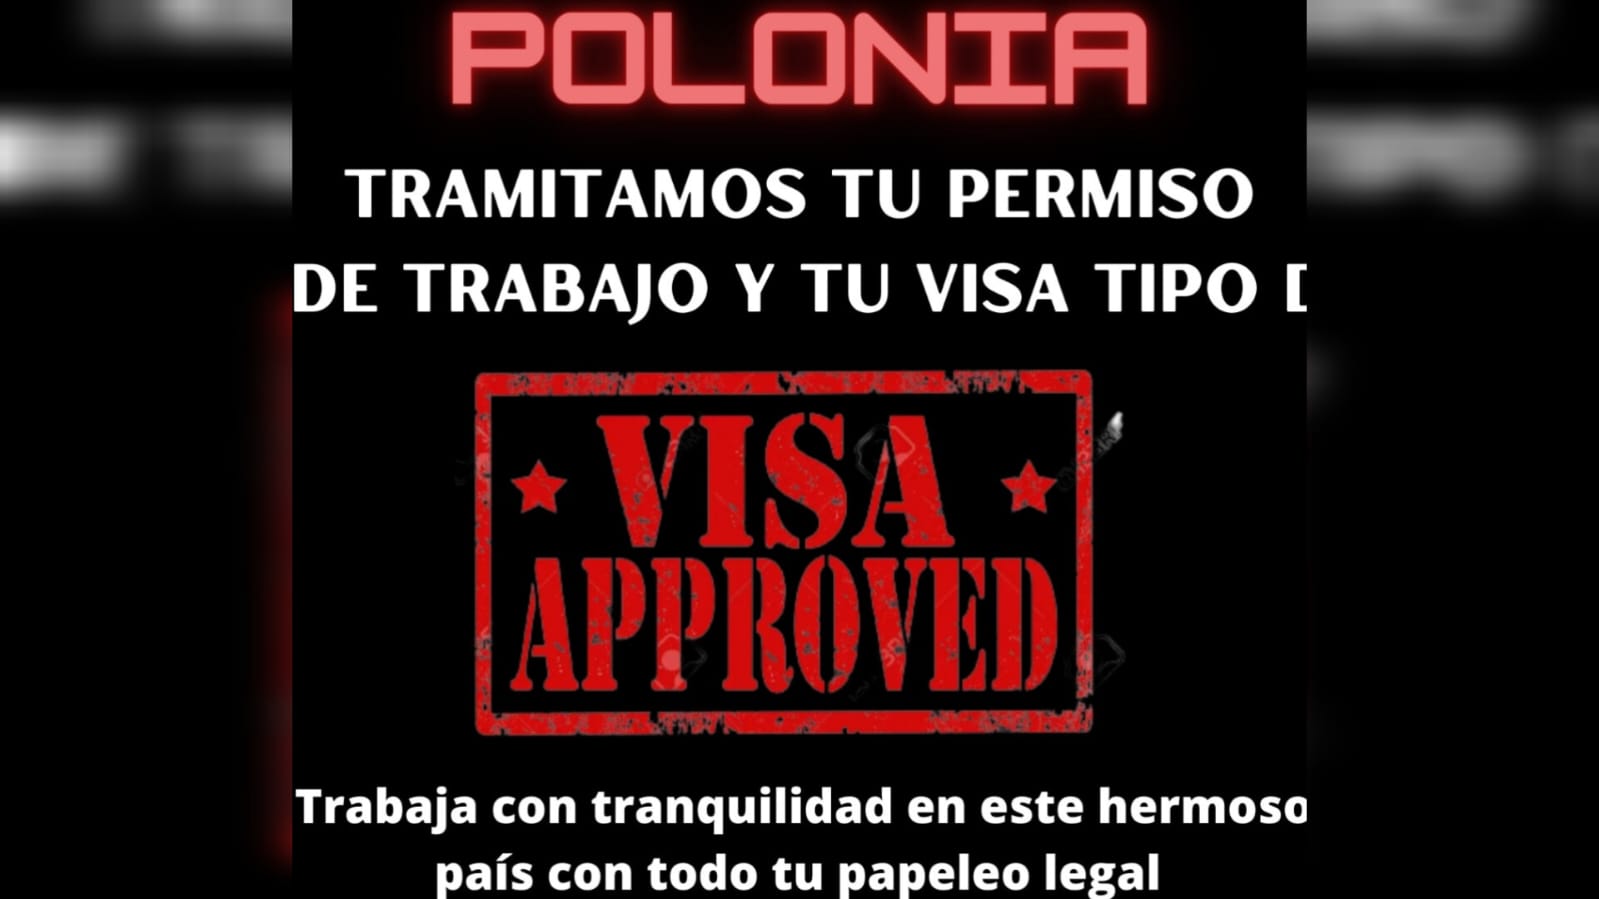 POLONIA
TRAMITAMOS TU PERMISO
DE TRABAJO Y TU VISA TIPO D
VISA
APPROVED
Trabaja con tranquilidad en este hermoso
país con todo tu papeleo legal